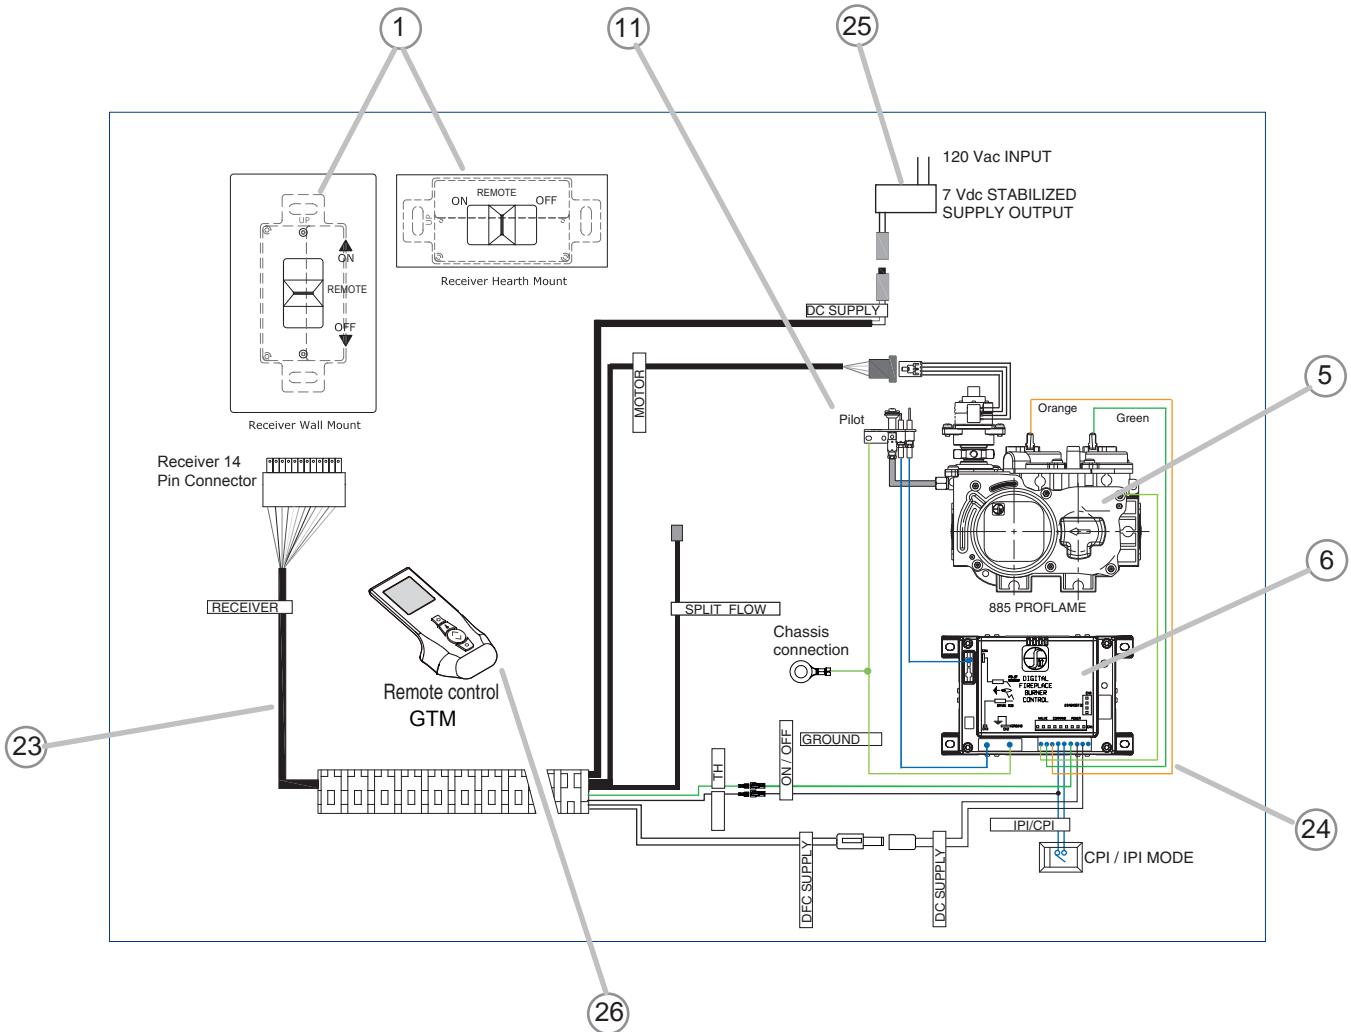 1
11
25
120 Vac INPUT
7 Vdc STABILIZED
SUPPLY OUTPUT
UP
ON
REMOTE
OFF
Receiver Wall Mount
UP
REMOTE
ON
OFF
Receiver Hearth Mount
DC SUPPLY
MOTOR
Pilot
Orange
Green
5
Receiver 14
Pin Connector
RECEIVER
SPLIT FLOW
885 PROFLAME
6
Chassis
connection
DIGITAL
FIREPLACE
BURNER
CONTROL
VALVE
COMMAND
POWER
Remote control
GTM
23
GROUND
TH
ON / OFF
IPI/CPI
CPI / IPI MODE
24
DFC SUPPLY
DC SUPPLY
26